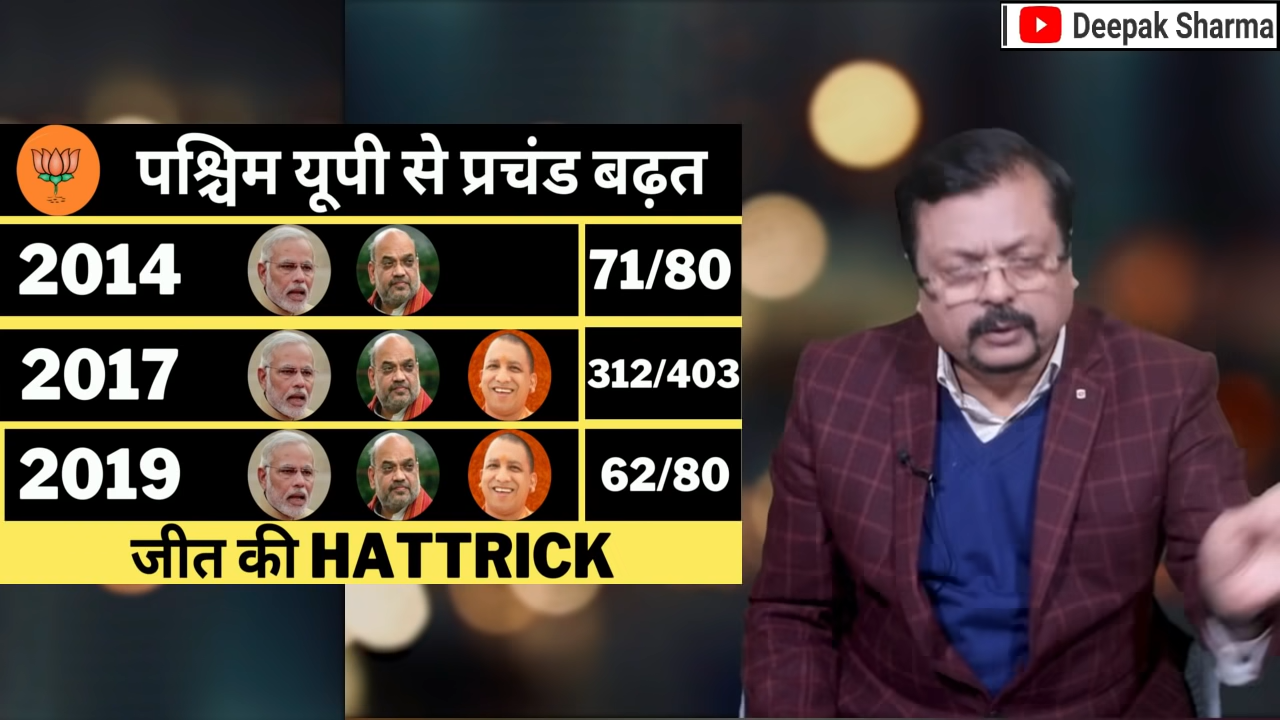 Deepak Sharma
पश्चिम यूपी से प्रचंड बढ़त
2014 71/80
2017 312/403
2019 62/80
जीत की HATTRICK